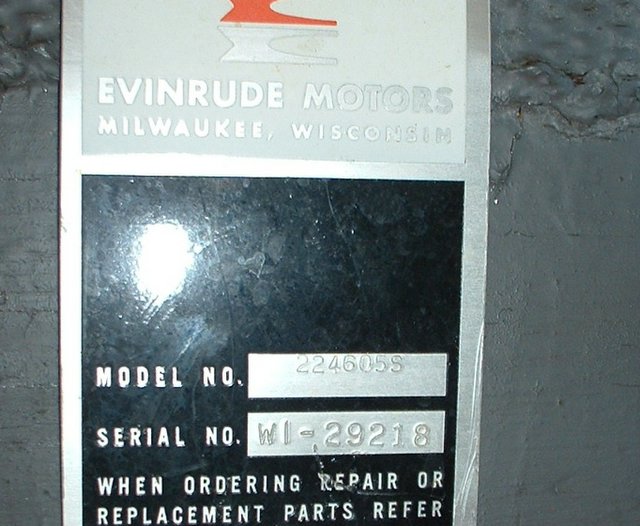 EVINRUDE MOTORS
MILWAUKEE, WISCONSIN
MODEL NO. 224605S
SERIAL NO. WI-29218
WHEN ORDERING REPAIR OR
REPLACEMENT PARTS REFER